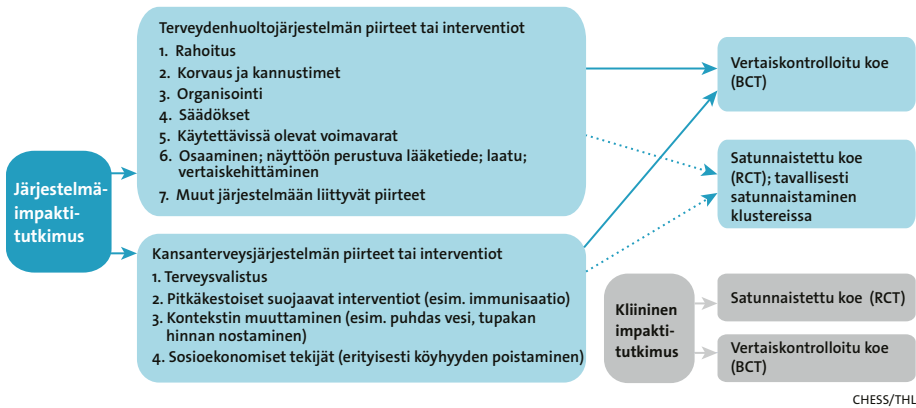 Järjestelmä-
impakti-
tutkimus
Terveydenhuoltojärjestelmän piirteet tai interventiot
1. Rahoitus
2. Korvaus ja kannustimet
3. Organisointi
4. Säädökset
5. Käytettävissä olevat voimavarat
6. Osaaminen; näyttöön perustuva lääketiede; laatu;
vertaiskehittäminen
7. Muut järjestelmään liittyvät piirteet
Kansanterveysjärjestelmän piirteet tai interventiot
1. Terveysvalistus
2. Pitkäkestoiset suojaavat interventiot (esim. immunisaatio)
3. Kontekstin muuttaminen (esim. puhdas vesi, tupakan
hinnan nostaminen)
4. Sosioekonomiset tekijät (erityisesti köyhyyden poistaminen)
Vertaiskontrolloitu koe
(BCT)
Satunnaistettu koe
(RCT); tavallisesti
satunnaistaminen
klustereissa
Kliininen
impakti-
tutkimus
Satunnaistettu koe (RCT)
Vertaiskontrolloitu koe
(BCT)
CHESS/THL